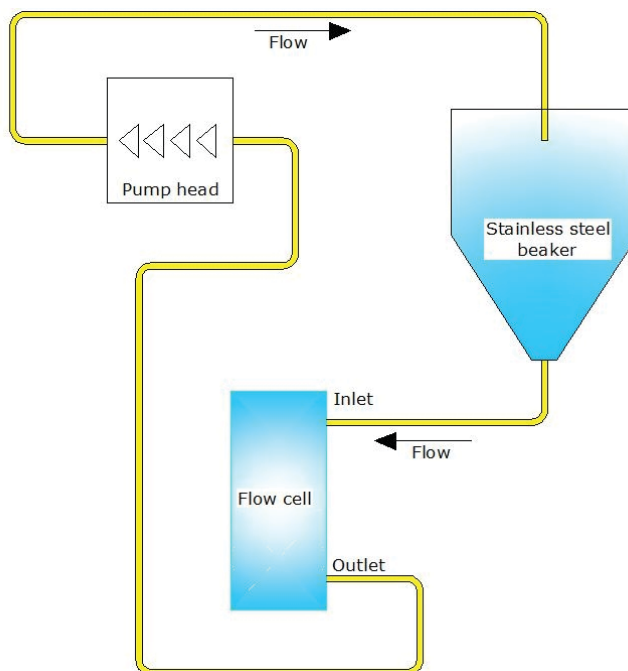 Flow
Pump head
Stainless steel
beaker
Inlet
Flow
Flow cell
Outlet